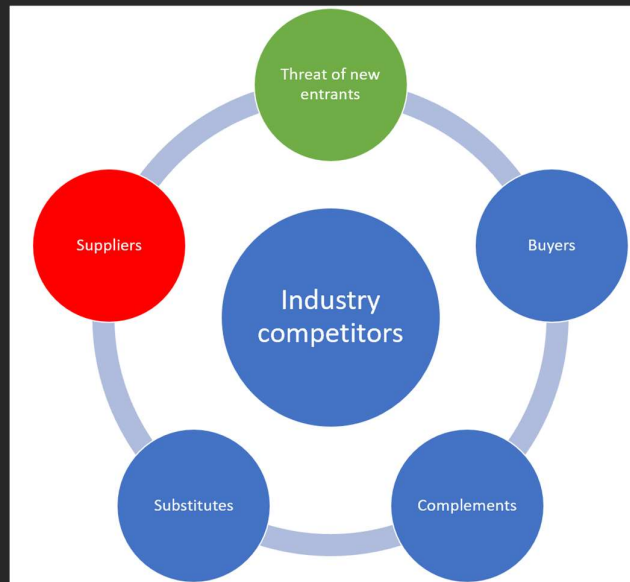 Threat of new
entrants
Suppliers
Buyers
Industry
competitors
Substitutes
Complements